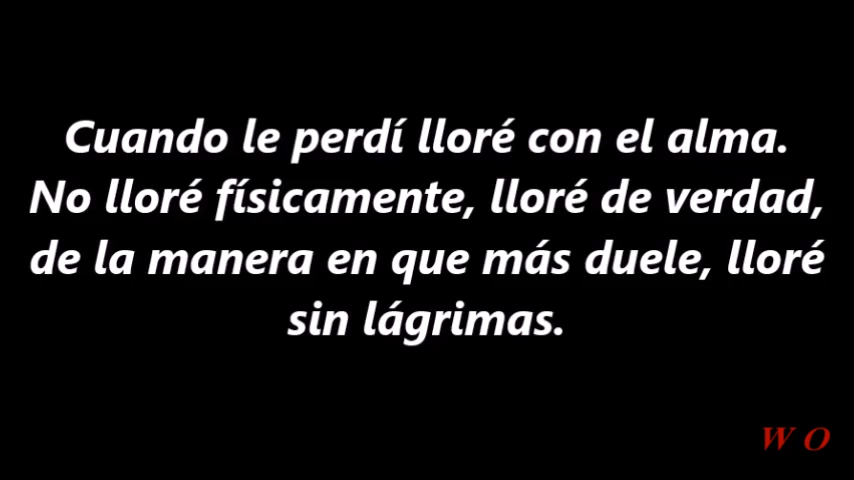 Cuando le perdí lloré con el alma.
No lloré físicamente, lloré de verdad,
de la manera en que más duele, lloré
sin lágrimas.
W O